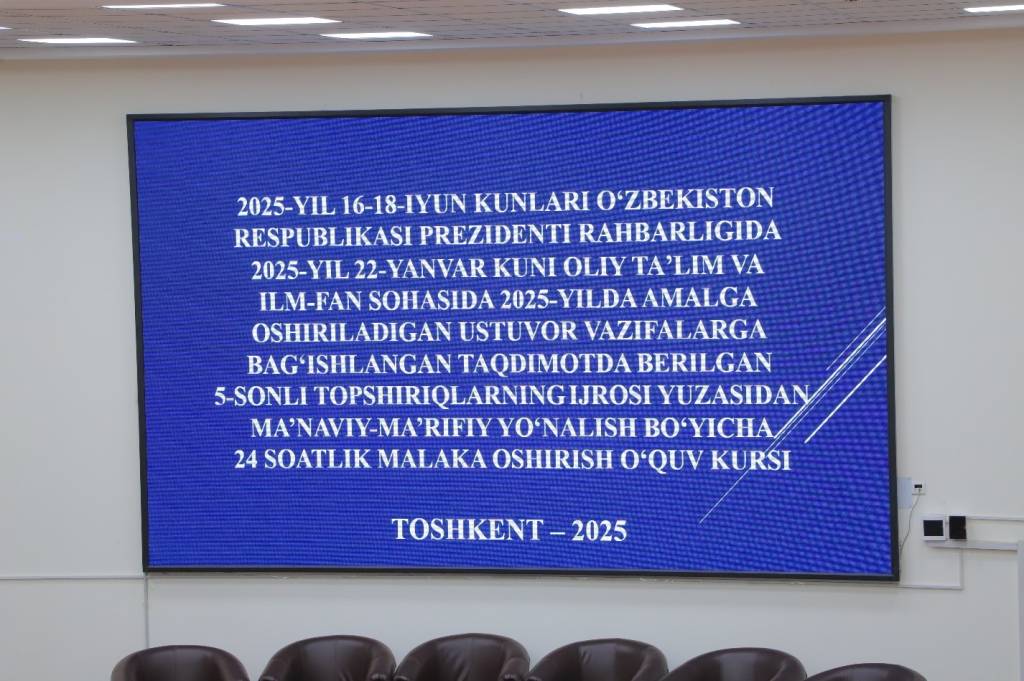 2025-YIL 16-18-IYUN KUNLARI O‘ZBEKISTON
RESPUBLIKASI PREZIDENTI RAHBARLIGIDA
2025-YIL 22-YANVAR KUNI OLIY TA’LIM VA
ILM-FAN SOHASIDA 2025-YILDA AMALGA
OSHIRILADIGAN USTUVOR VAZIFALARGA
BAG‘ISHLANGAN TAQDIMOTDA BERILGAN
5-SONLI TOPSHIRIQLARNING IJROSI YUZASIDAN
MA’NAVIY-MA’RIFIY YO‘NALISH BO‘YICHA
24 SOATLIK MALAKA OSHIRISH O‘QUV KURSI
TOSHKENT – 2025